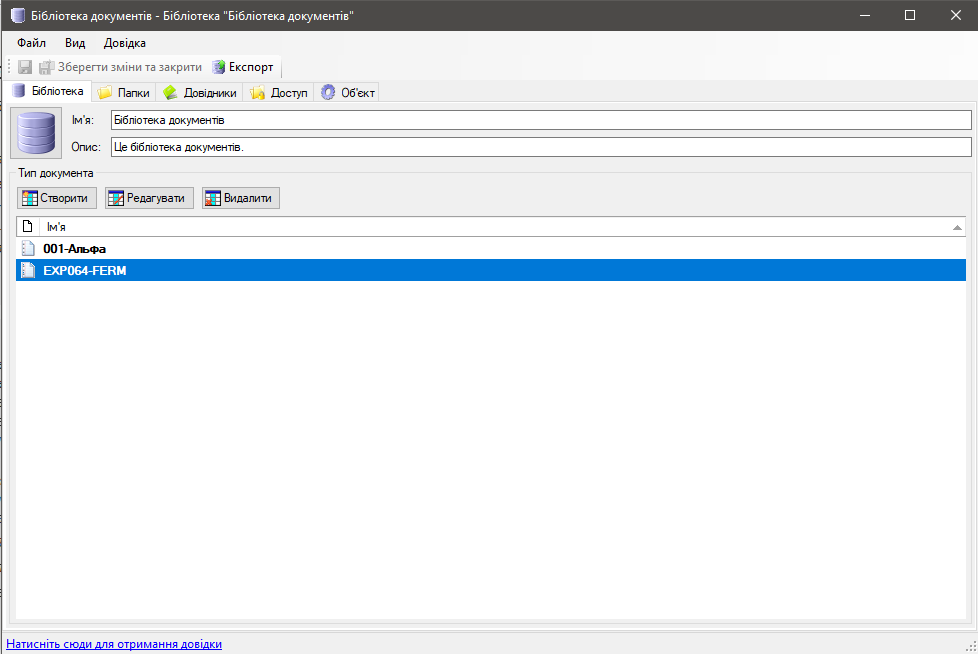 Бібліотека документів - Бібліотека "Бібліотека документів"
Файл Вид Довідка
Зберегти зміни та закрити Експорт
Бібліотека Папки Довідники Доступ Об'єкт
Ім'я: Бібліотека документів
Опис: Це бібліотека документів.
Тип документа
Створити Редагувати Видалити
Ім'я
001-Альфа
EXP064-FERM
Натисніть сюди для отримання довідки